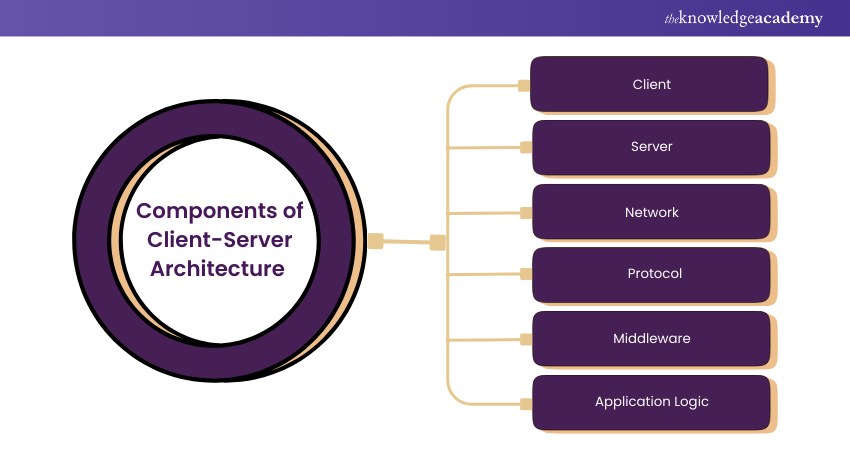 theknowledgeacademy
Components of
Client-Server
Architecture
Client
Server
Network
Protocol
Middleware
Application Logic